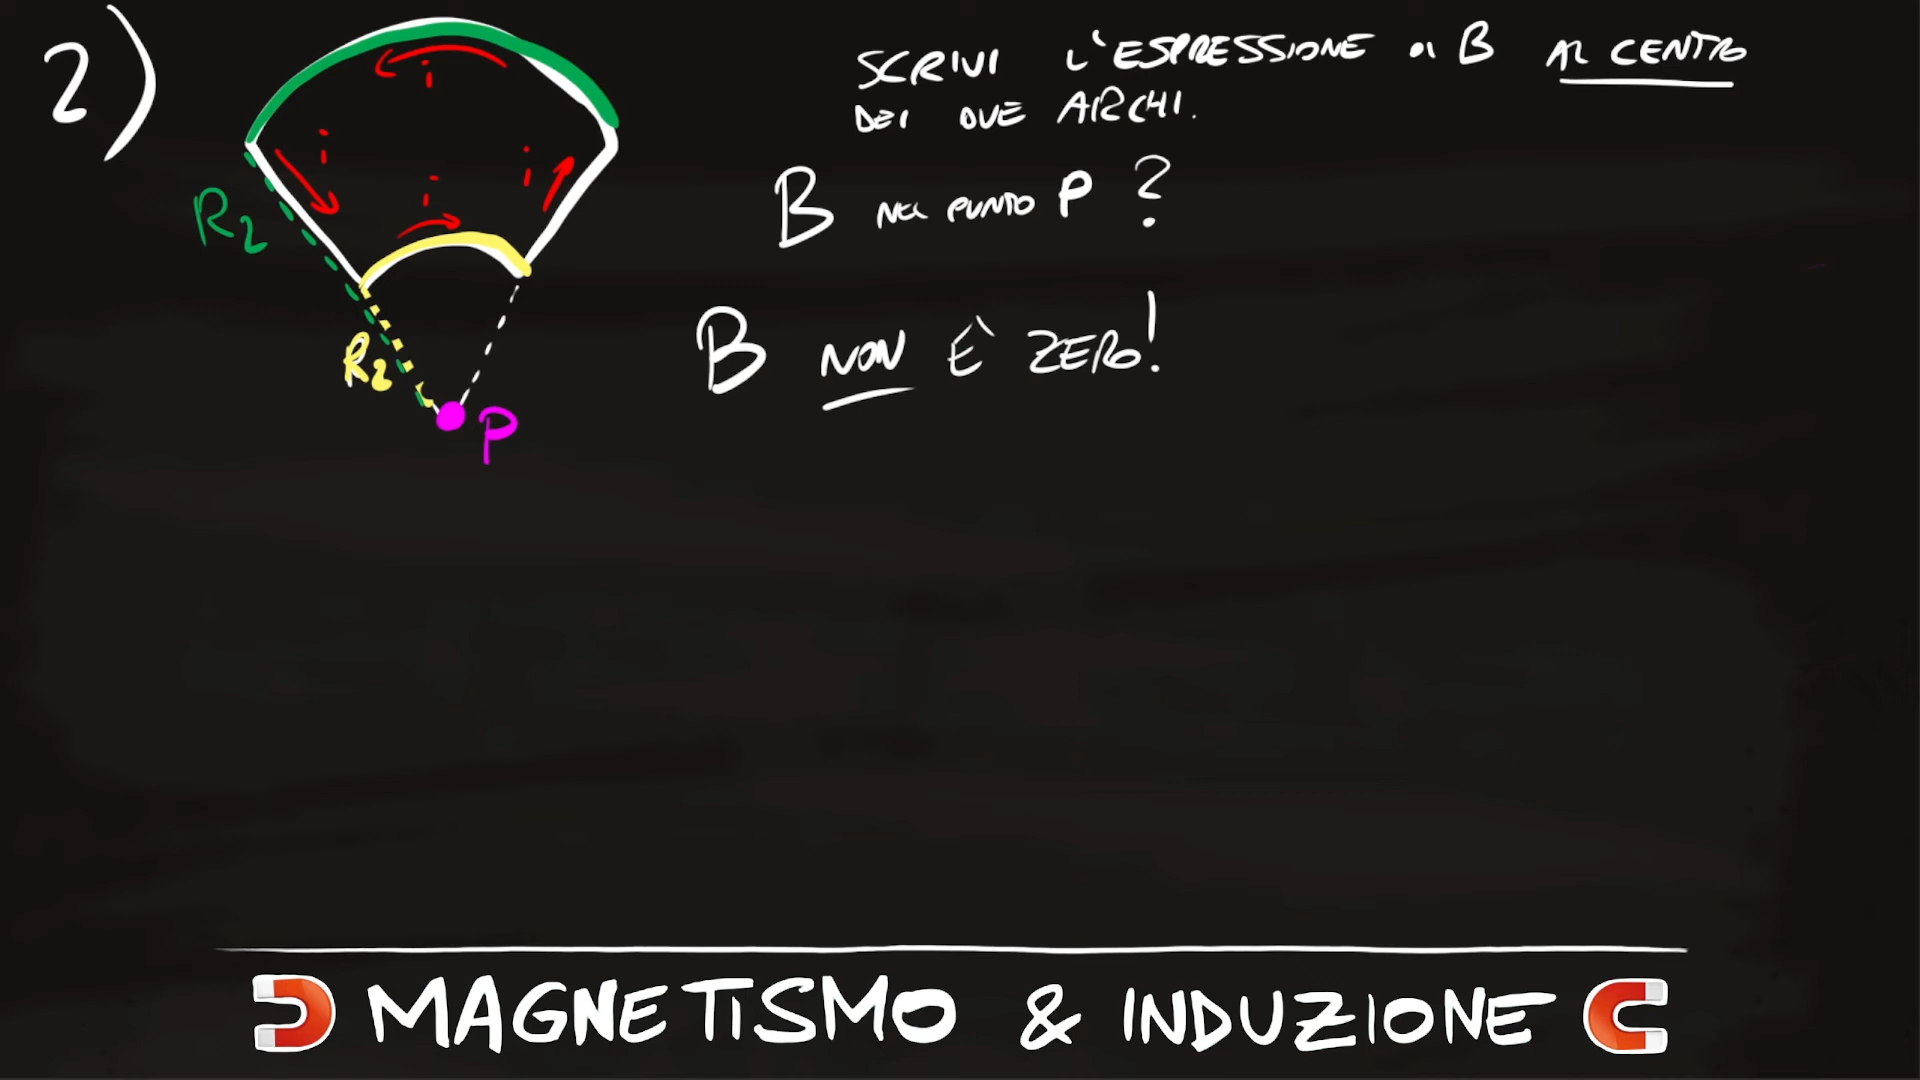 2)
SCRIVI L'ESPRESSIONE DI B AL CENTRO
DEI DUE ARCHI.
i
i
i
i
B NEL PUNTO P ?
R2
B NON E' ZERO!
R2
P
MAGNETISMO & INDUZIONE